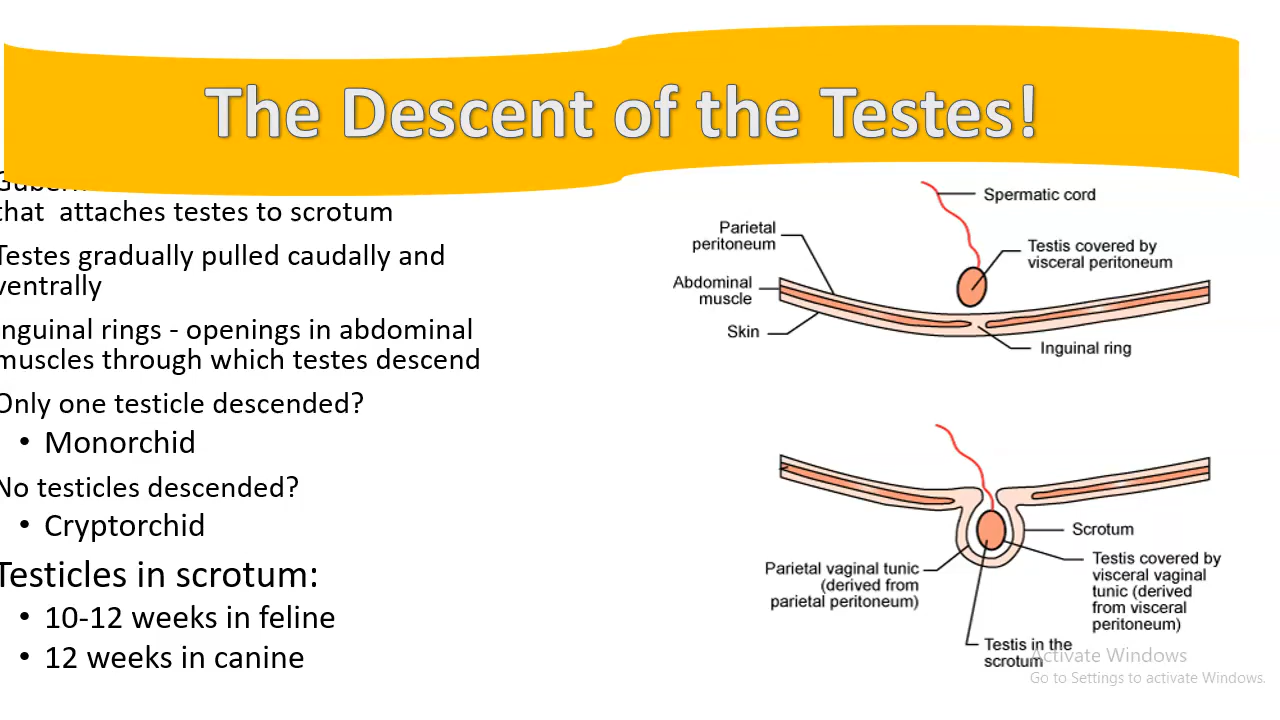 The Descent of the Testes!
that attaches testes to scrotum
Testes gradually pulled caudally and
ventrally
Inguinal rings - openings in abdominal
muscles through which testes descend
Only one testicle descended?
• Monorchid
No testicles descended?
• Cryptorchid
Testicles in scrotum:
• 10-12 weeks in feline
• 12 weeks in canine
Spermatic cord
Parietal
peritoneum
Testis covered by
visceral peritoneum
Abdominal
muscle
Skin
Inguinal ring
Scrotum
Parietal vaginal tunic
(derived from
parietal peritoneum)
Testis covered by
visceral vaginal
tunic (derived
from visceral
peritoneum)
Testis in the
scrotum
Activate Windows
Go to Settings to activate Windows.